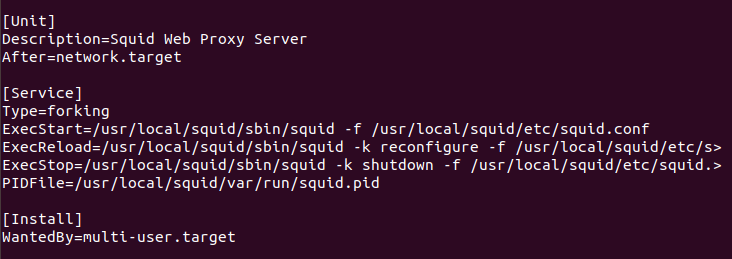 [Unit]
Description=Squid Web Proxy Server
After=network.target
[Service]
Type=forking
ExecStart=/usr/local/squid/sbin/squid -f /usr/local/squid/etc/squid.conf
ExecReload=/usr/local/squid/sbin/squid -k reconfigure -f /usr/local/squid/etc/s>
ExecStop=/usr/local/squid/sbin/squid -k shutdown -f /usr/local/squid/etc/squid.>
PIDFile=/usr/local/squid/var/run/squid.pid
[Install]
WantedBy=multi-user.target